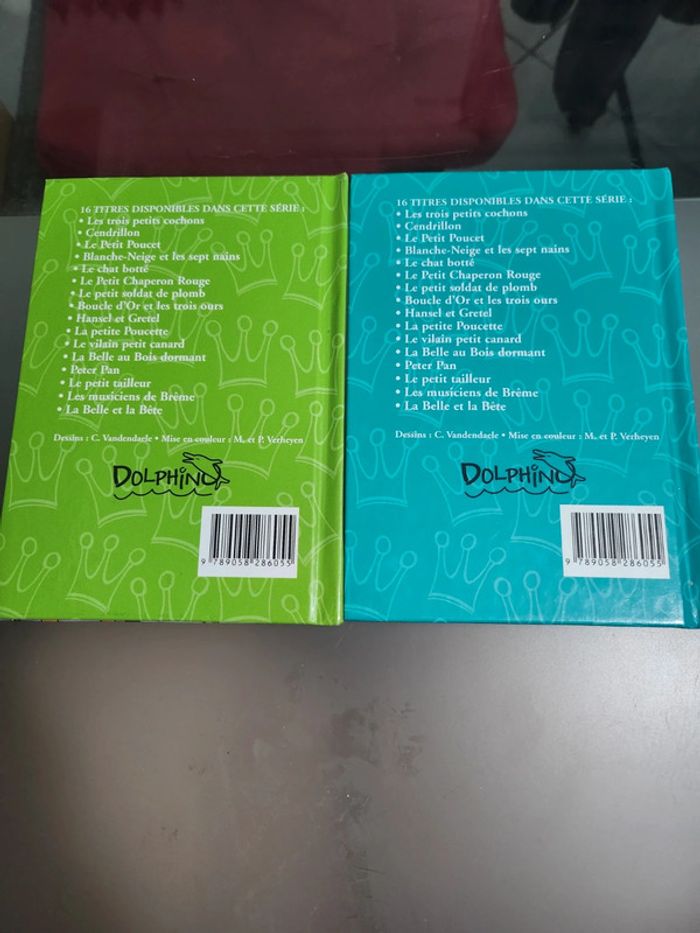 16 TITRES DISPONIBLES DANS CETTE SÉRIE :
• Les trois petits cochons
• Cendrillon
• Le Petit Poucet
• Blanche-Neige et les sept nains
• Le chat botté
• Le Petit Chaperon Rouge
• Le petit soldat de plomb
• Boucle d'Or et les trois ours
• Hansel et Gretel
• La petite Poucette
• Le vilain petit canard
• La Belle au Bois dormant
• Peter Pan
• Le petit tailleur
• Les musiciens de Brême
• La Belle et la Bête
Dessins : C. Vandendaele • Mise en couleur : M. et P. Verheyen
DOLPHINO
9 789058 286055
16 TITRES DISPONIBLES DANS CETTE SÉRIE :
• Les trois petits cochons
• Cendrillon
• Le Petit Poucet
• Blanche-Neige et les sept nains
• Le chat botté
• Le Petit Chaperon Rouge
• Le petit soldat de plomb
• Boucle d'Or et les trois ours
• Hansel et Gretel
• La petite Poucette
• Le vilain petit canard
• La Belle au Bois dormant
• Peter Pan
• Le petit tailleur
• Les musiciens de Brême
• La Belle et la Bête
Dessins : C. Vandendaele • Mise en couleur : M. et P. Verheyen
DOLPHINO
9 789058 286055